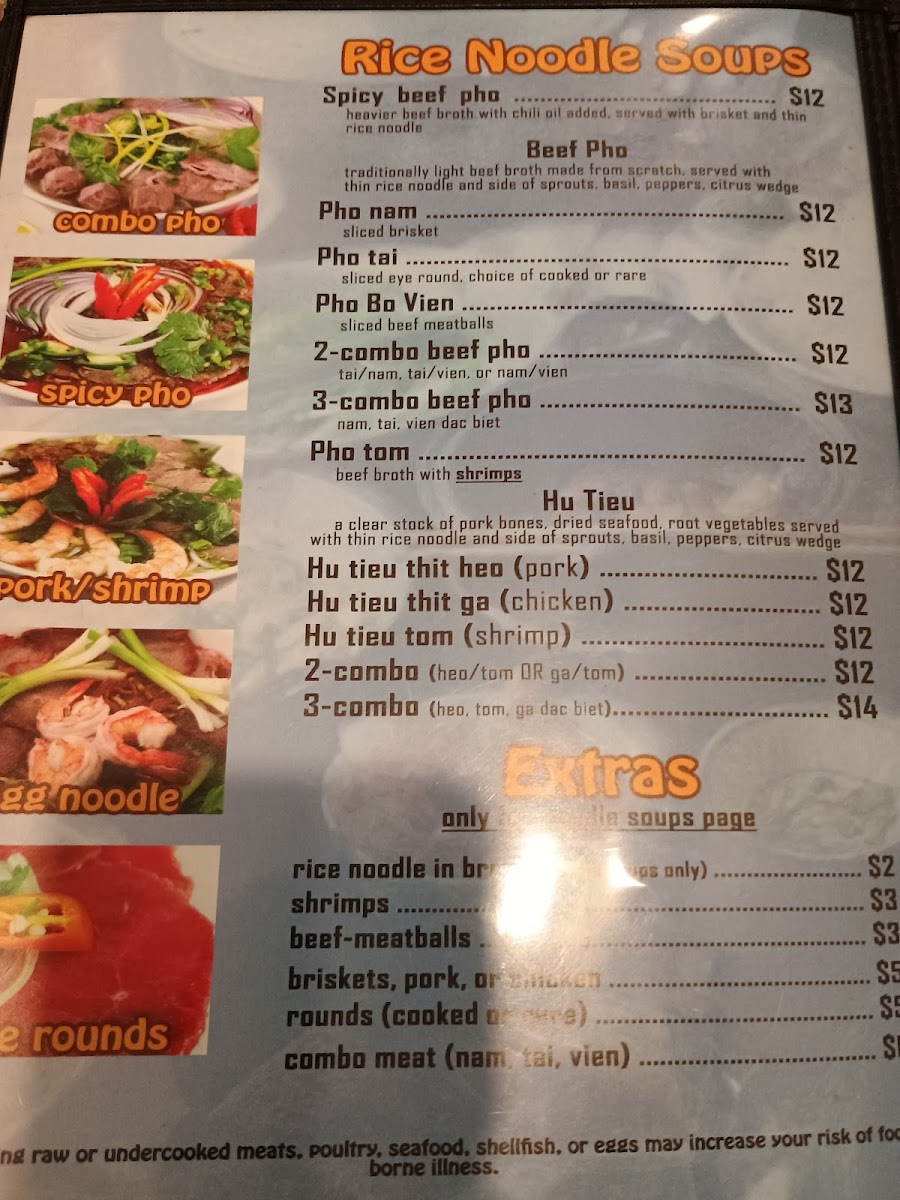 Rice Noodle Soups
Spicy beef pho ........................................ $12
heavier beef broth with chili oil added, served with brisket and thin
rice noodle
Beef Pho
traditionally light beef broth made from scratch, served with
thin rice noodle and side of sprouts, basil, peppers, citrus wedge
Pho nam ........................................ $12
sliced brisket
Pho tai ........................................ $12
sliced eye round, choice of cooked or rare
Pho Bo Vien ........................................ $12
sliced beef meatballs
2-combo beef pho ........................................ $12
tai/nam, tai/vien, or nam/vien
3-combo beef pho ........................................ $13
nam, tai, vien dac biet
Pho tom ........................................ $12
beef broth with shrimps
Hu Tieu
a clear stock of pork bones, dried seafood, root vegetables served
with thin rice noodle and side of sprouts, basil, peppers, citrus wedge
Hu tieu thit heo (pork) ........................................ $12
Hu tieu thit ga (chicken) ........................................ $12
Hu tieu tom (shrimp) ........................................ $12
2-combo (heo/tom OR ga/tom) ........................................ $12
3-combo (heo, tom, ga dac biet)........................................ $14
Extras
only soups page
rice noodle in only) ........................................ $2
shrimps ........................................ $3
beef-meatballs ........................................ $3
briskets, pork, or chicken ........................................ $5
rounds (cooked or rare) ........................................ $5
combo meat (nam, tai, vien) ........................................ $
ng raw or undercooked meats, poultry, seafood, shellfish, or eggs may increase your risk of foo
borne illness.
combo pho
spicy pho
pork/shrimp
gg noodle
e rounds